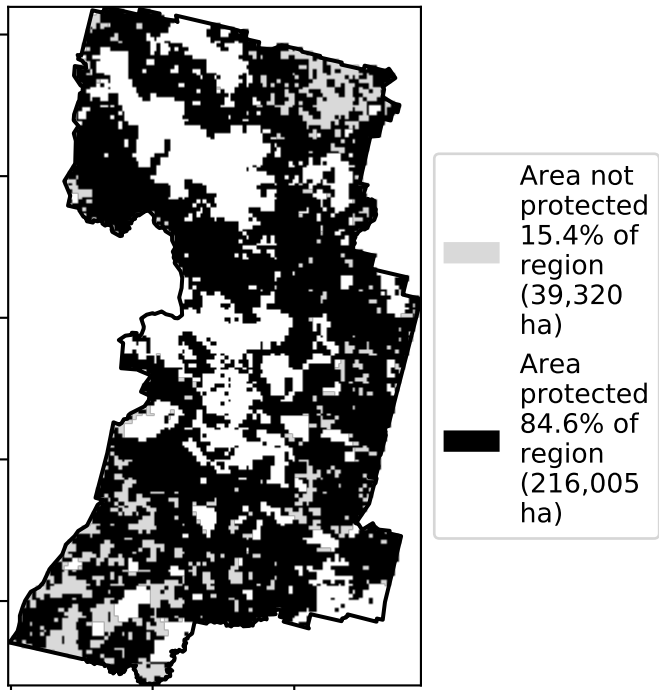 Area not
protected
15.4% of
region
(39,320
ha)
Area
protected
84.6% of
region
(216,005
ha)